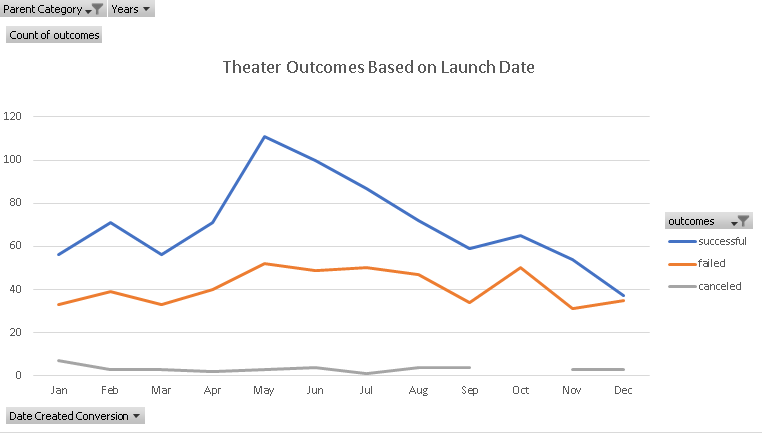 Parent Category Years
Count of outcomes
Theater Outcomes Based on Launch Date
120
100
80
60
40
20
0
Jan Feb Mar Apr May Jun Jul Aug Sep Oct Nov Dec
outcomes
successful
failed
canceled
Date Created Conversion